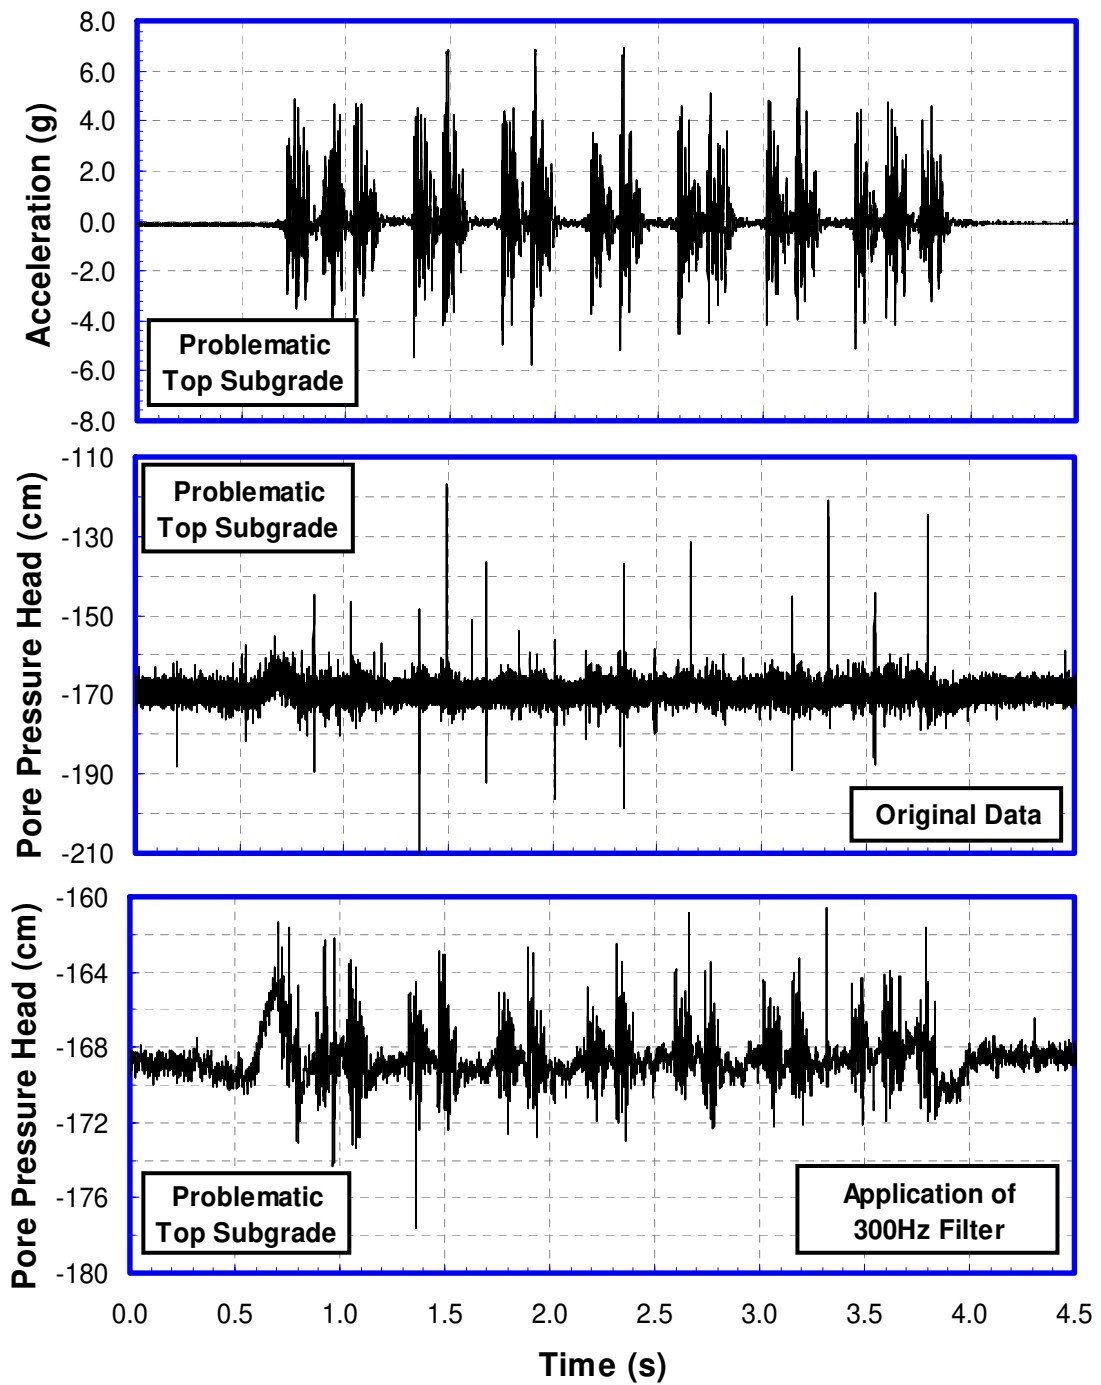 8.0
6.0
4.0
2.0
0.0
-2.0
-4.0
-6.0
-8.0
Acceleration (g)
Problematic
Top Subgrade
-110
-130
-150
-170
-190
-210
Pore Pressure Head (cm)
Problematic
Top Subgrade
Original Data
-160
-164
-168
-172
-176
-180
Pore Pressure Head (cm)
Problematic
Top Subgrade
Application of
300Hz Filter
0.0 0.5 1.0 1.5 2.0 2.5 3.0 3.5 4.0 4.5
Time (s)